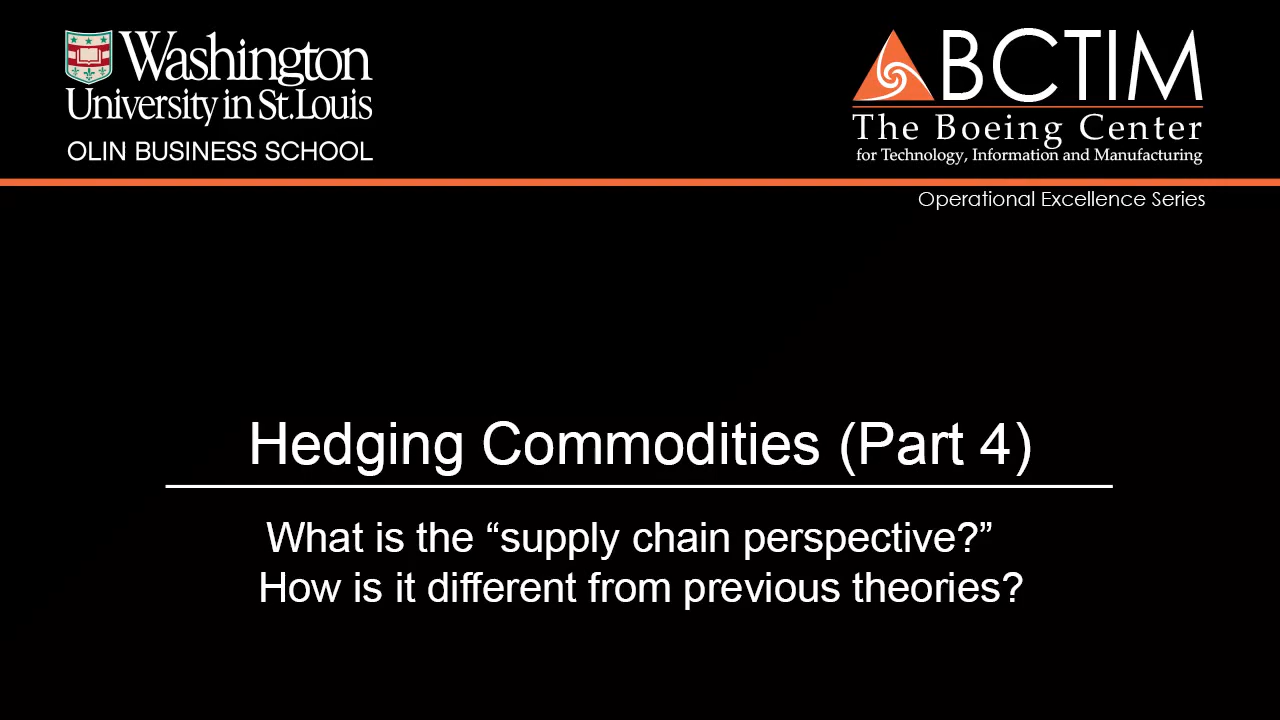 Washington
University in St. Louis
OLIN BUSINESS SCHOOL
BCTIM
The Boeing Center
for Technology, Information and Manufacturing
Operational Excellence Series
Hedging Commodities (Part 4)
What is the “supply chain perspective?”
How is it different from previous theories?